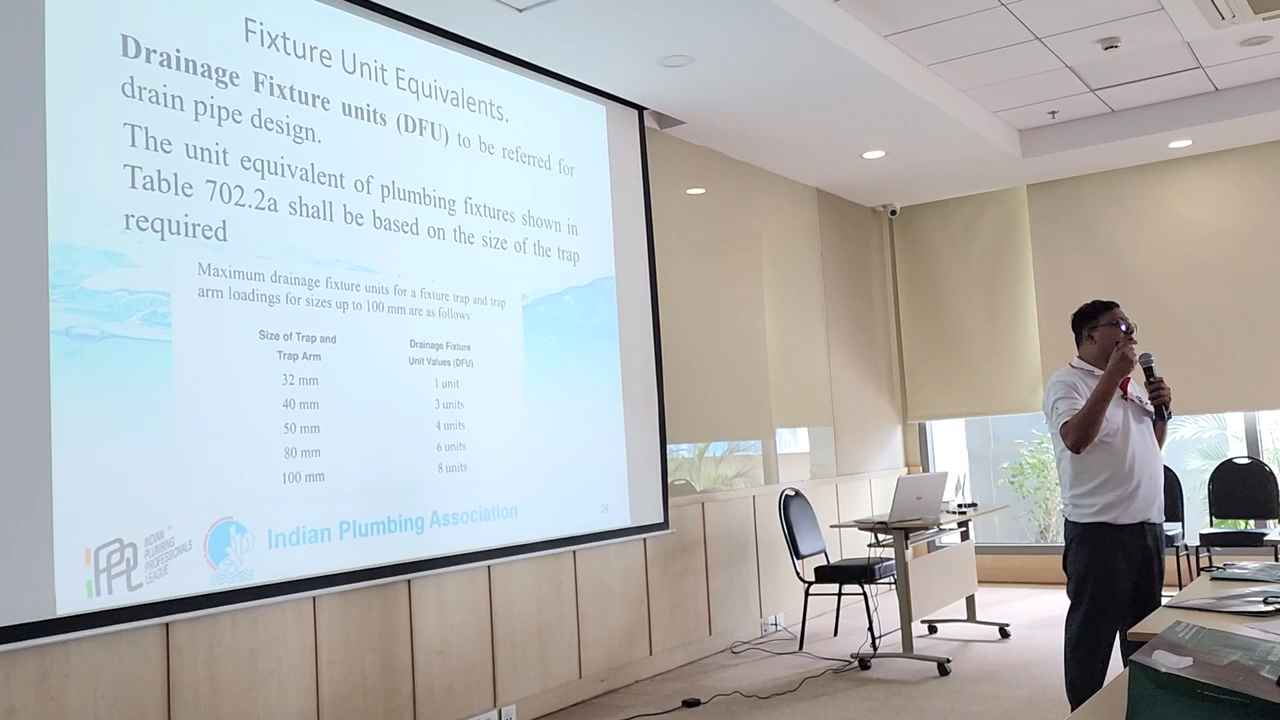 Fixture Unit Equivalents.
Drainage Fixture units (DFU) to be referred for
drain pipe design.
The unit equivalent of plumbing fixtures shown in
Table 702.2a shall be based on the size of the trap
required
Maximum drainage fixture units for a fixture trap and trap
arm loadings for sizes up to 100 mm are as follows:
Size of Trap and
Trap Arm
Drainage Fixture
Unit Values (DFU)
32 mm 1 unit
40 mm 3 units
50 mm 4 units
80 mm 6 units
100 mm 8 units
IPPL
INDIAN
PLUMBING
PROFESSIONALS
LEAGUE
Indian Plumbing Association
24